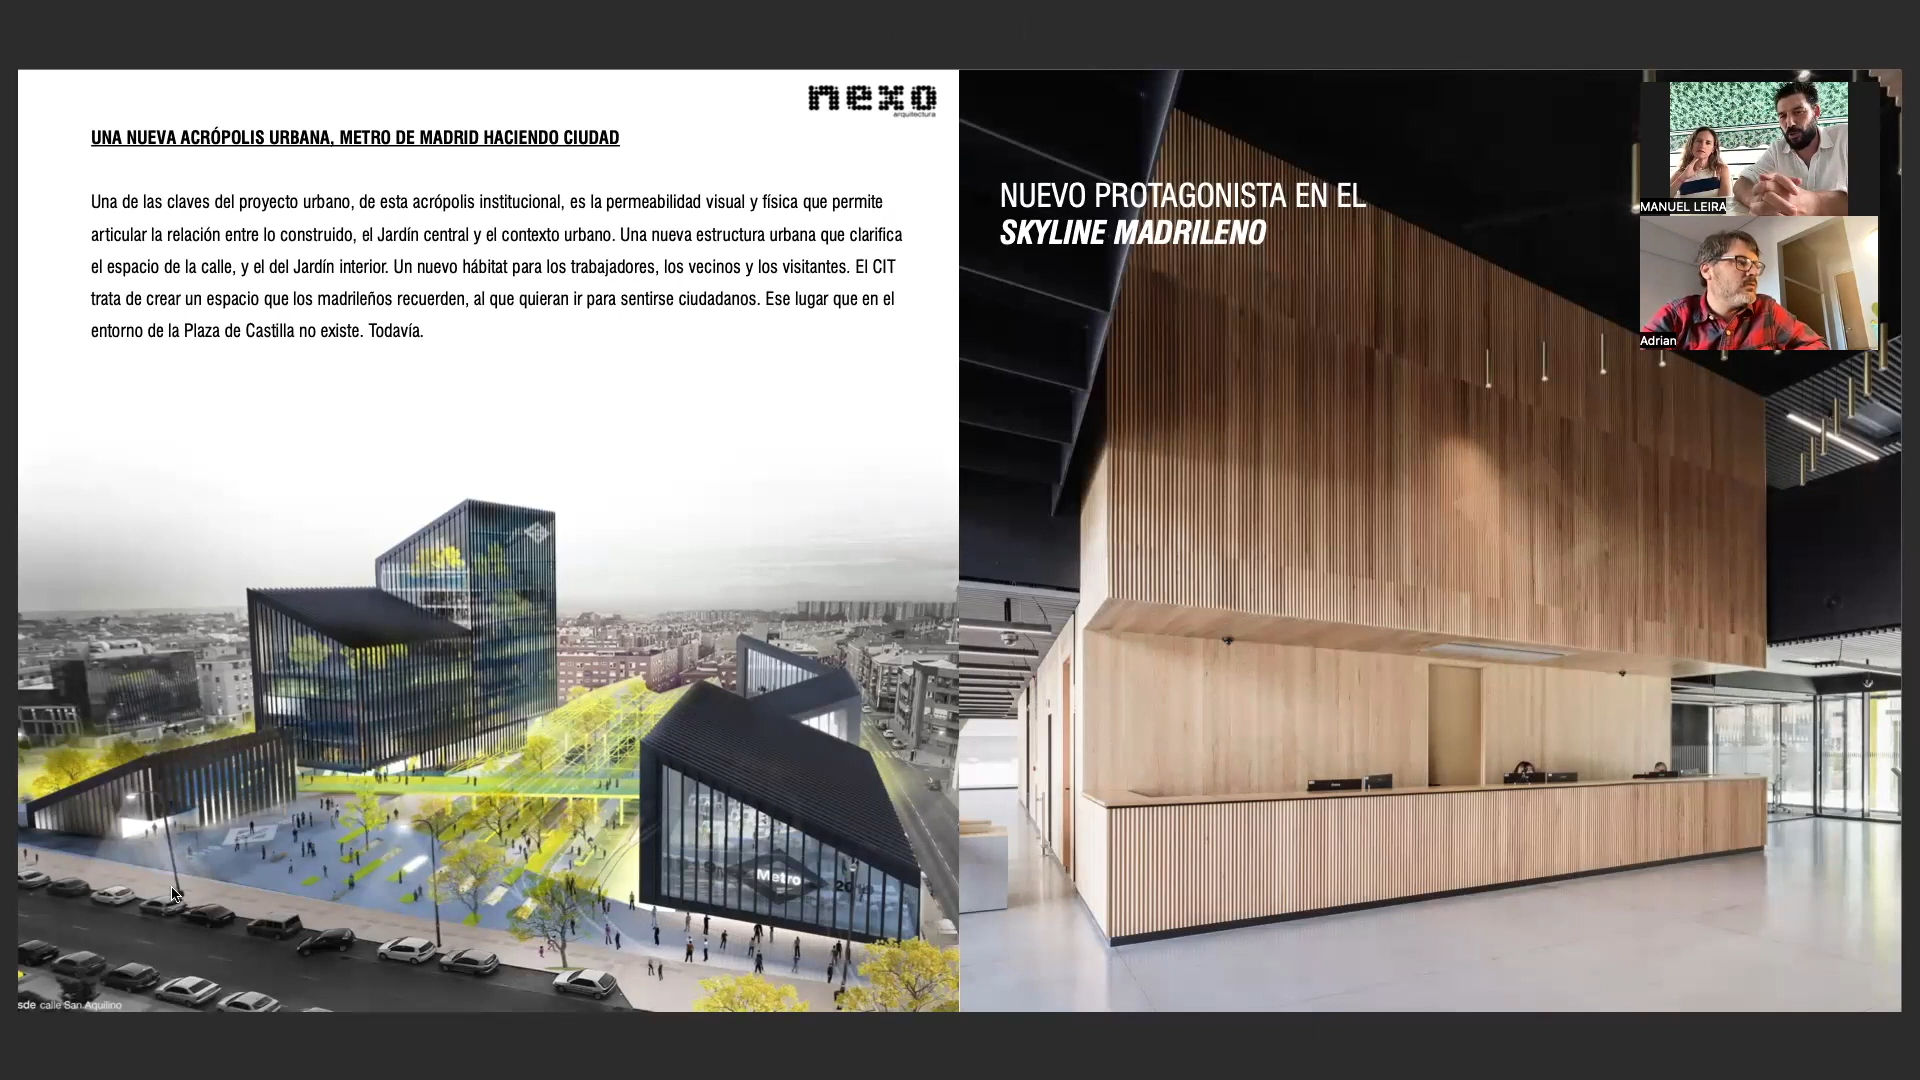 nexo
arquitectura
UNA NUEVA ACRÓPOLIS URBANA, METRO DE MADRID HACIENDO CIUDAD
Una de las claves del proyecto urbano, de esta acrópolis institucional, es la permeabilidad visual y física que permite
articular la relación entre lo construido, el Jardín central y el contexto urbano. Una nueva estructura urbana que clarifica
el espacio de la calle, y el del Jardín interior. Un nuevo hábitat para los trabajadores, los vecinos y los visitantes. El CIT
trata de crear un espacio que los madrileños recuerden, al que quieran ir para sentirse ciudadanos. Ese lugar que en el
entorno de la Plaza de Castilla no existe. Todavía.
Metro
sde calle San Aquilino
NUEVO PROTAGONISTA EN EL
SKYLINE MADRILENO
MANUEL LEIRA
Adrian